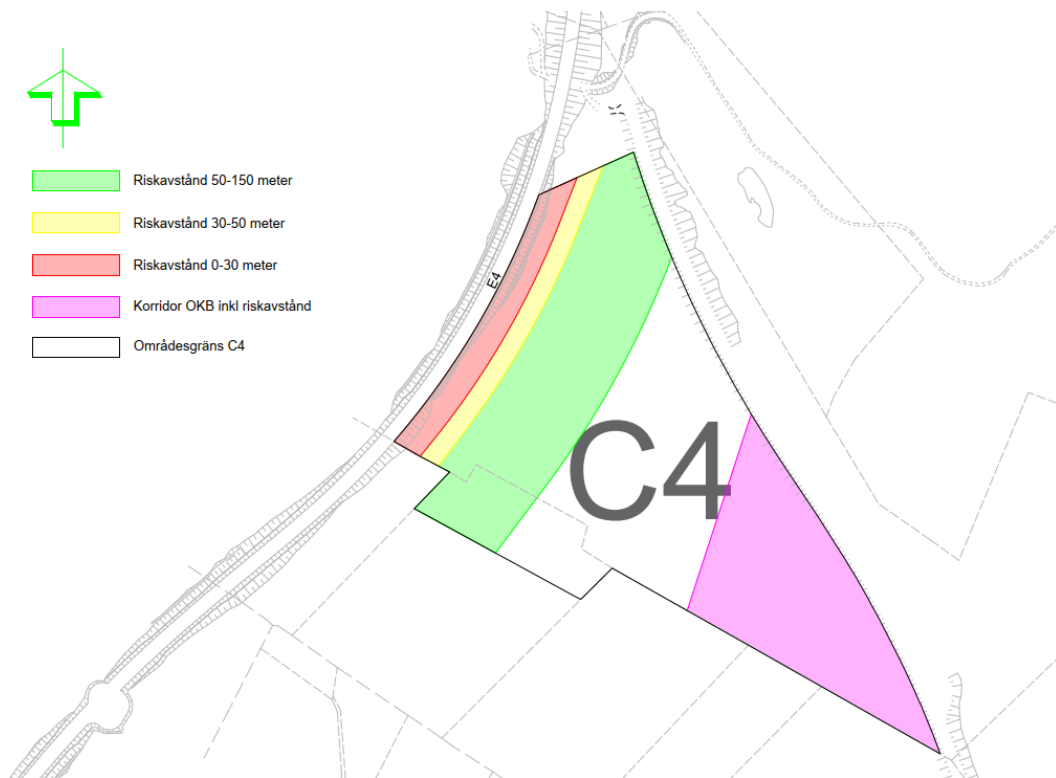 Riskavstånd 50-150 meter
Riskavstånd 30-50 meter
Riskavstånd 0-30 meter
Korridor OKB inkl riskavstånd
Områdesgräns C4
E4
C4